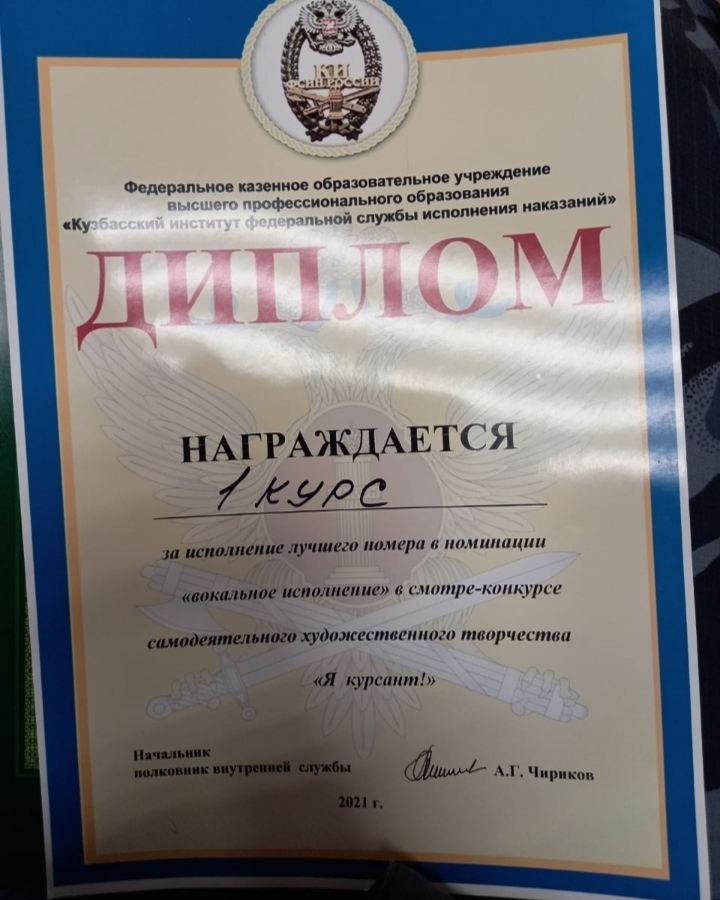 КИ
ФСИН РОССИИ
Федеральное казенное образовательное учреждение
высшего профессионального образования
«Кузбасский институт федеральной службы исполнения наказаний»
ДИПЛОМ
НАГРАЖДАЕТСЯ
1 курс
за исполнение лучшего номера в номинации
«вокальное исполнение» в смотре-конкурсе
самодеятельного художественного творчества
«Я курсант!»
Начальник
полковник внутренней службы
А.Г. Чириков
2021 г.